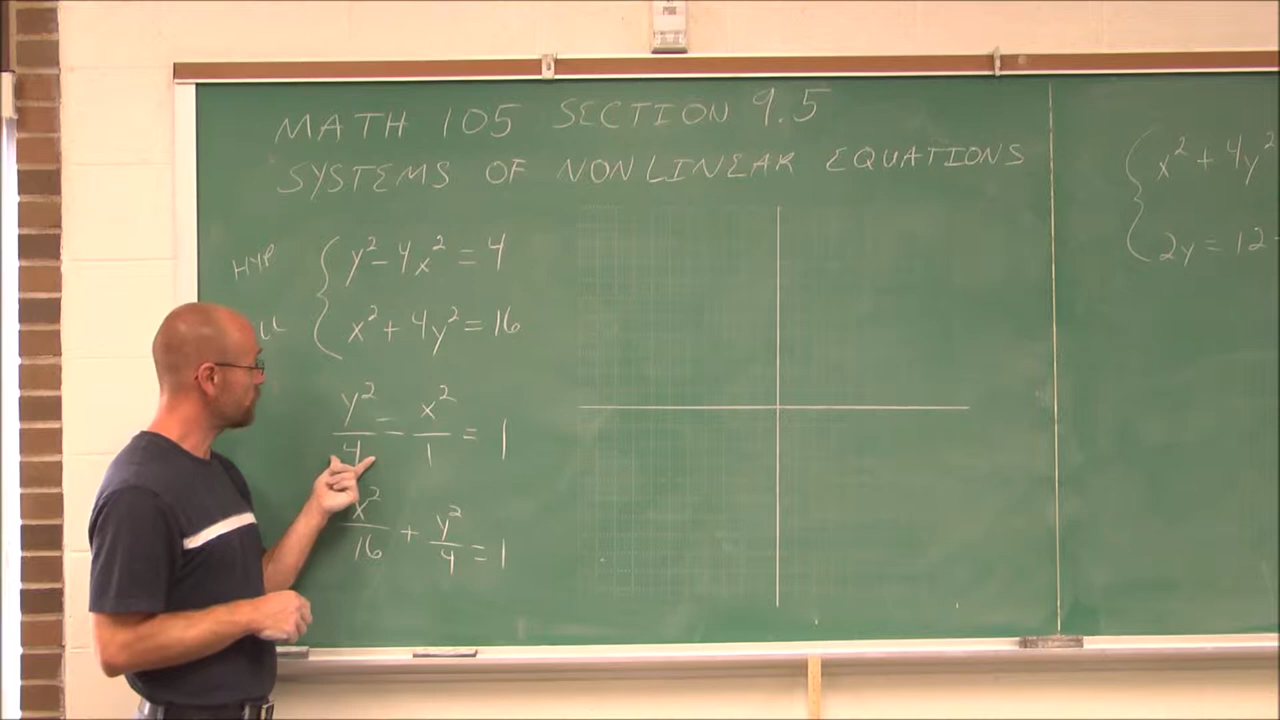 MATH 105 SECTION 9.5
SYSTEMS OF NONLINEAR EQUATIONS
HYP { y² - 4x² = 4
x² + 4y² = 16
y²/4 - x²/1 = 1
x²/16 + y²/4 = 1
{ x² + 4y²
2y = 12